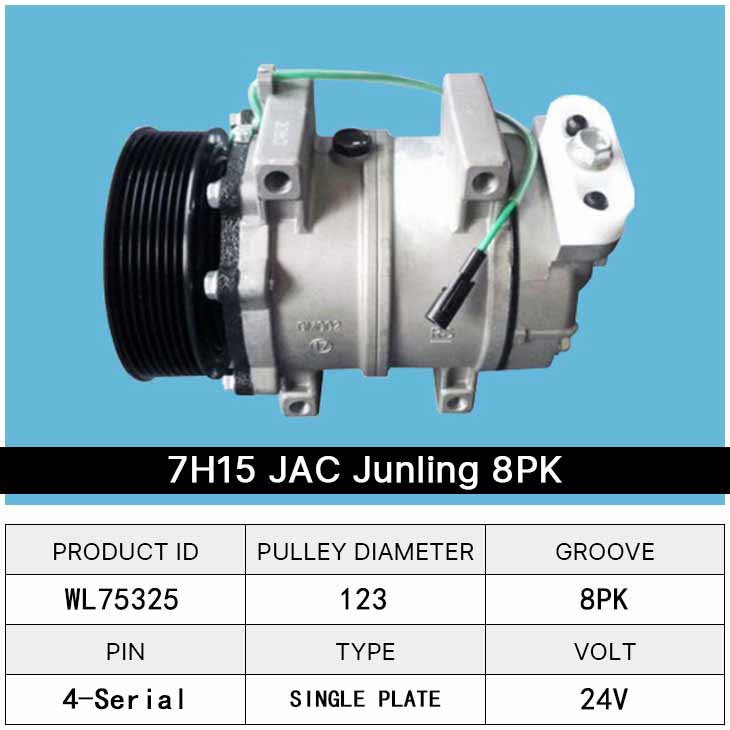 7H15 JAC Junling 8PK
PRODUCT ID PULLEY DIAMETER GROOVE
WL75325 123 8PK
PIN TYPE VOLT
4-Serial SINGLE PLATE 24V